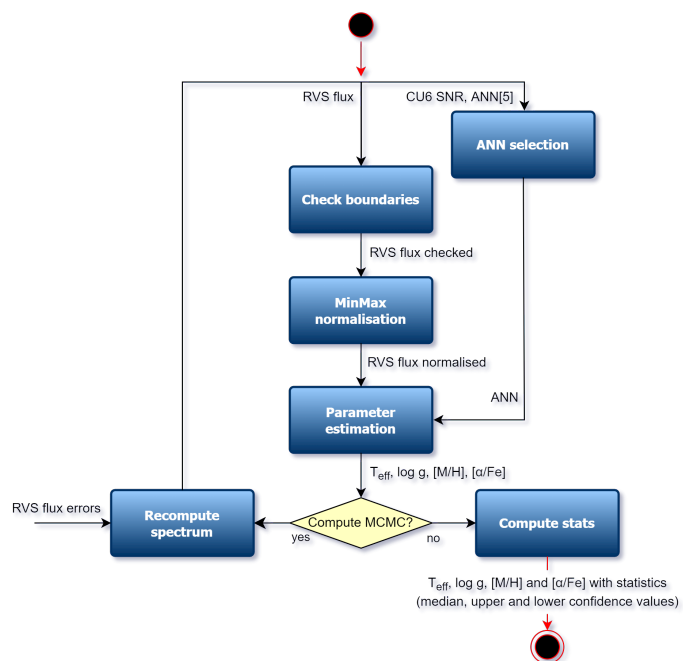 RVS flux
CU6 SNR, ANN[5]
ANN selection
Check boundaries
RVS flux checked
MinMax
normalisation
RVS flux normalised
ANN
Parameter
estimation
Teff, log g, [M/H], [α/Fe]
RVS flux errors
Recompute
spectrum
Compute MCMC?
yes
no
Compute stats
Teff, log g, [M/H] and [α/Fe] with statistics
(median, upper and lower confidence values)